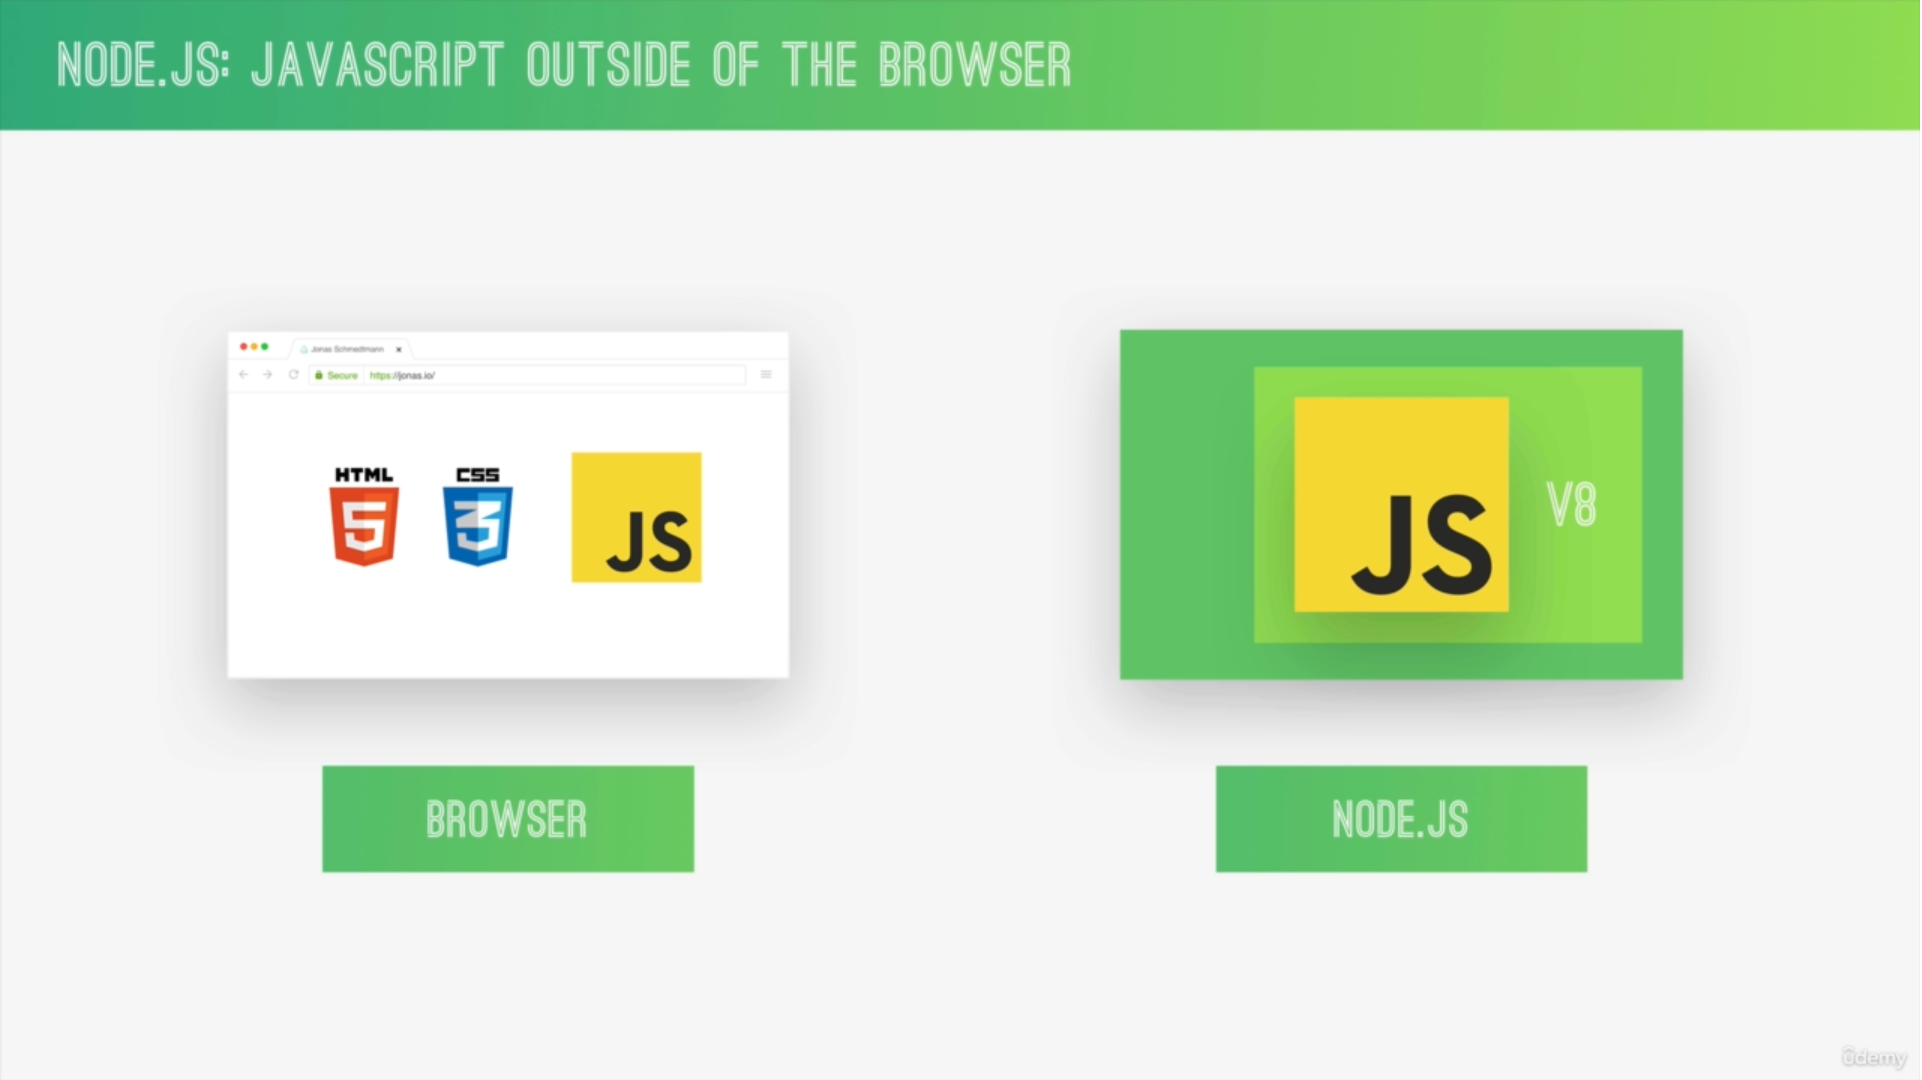 NODE.JS: JAVASCRIPT OUTSIDE OF THE BROWSER
Jonas Schmedtmann
Secure https://jonas.io/
HTML
5
CSS
3
JS
JS
V8
BROWSER
NODE.JS
ûdemy